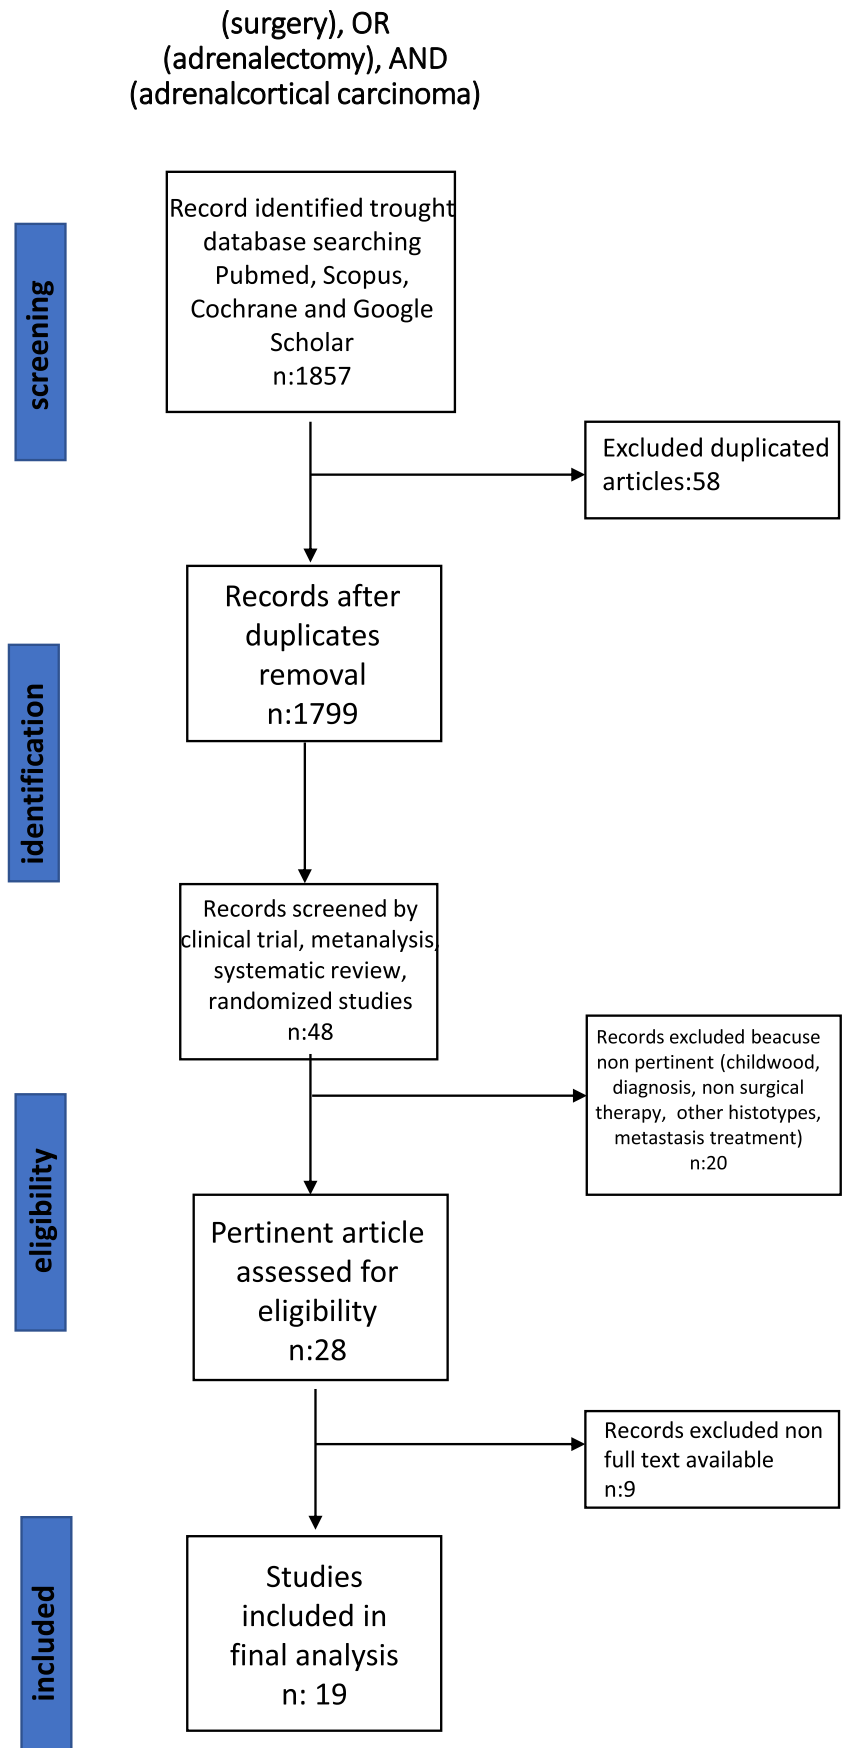 (surgery), OR
(adrenalectomy), AND
(adrenalcortical carcinoma)
screening
Record identified trought
database searching
Pubmed, Scopus,
Cochrane and Google
Scholar
n:1857
Excluded duplicated
articles:58
identification
Records after
duplicates
removal
n:1799
Records screened by
clinical trial, metanalysis,
systematic review,
randomized studies
n:48
Records excluded beacuse
non pertinent (childwood,
diagnosis, non surgical
therapy, other histotypes,
metastasis treatment)
n:20
eligibility
Pertinent article
assessed for
eligibility
n:28
Records excluded non
full text available
n:9
included
Studies
included in
final analysis
n: 19